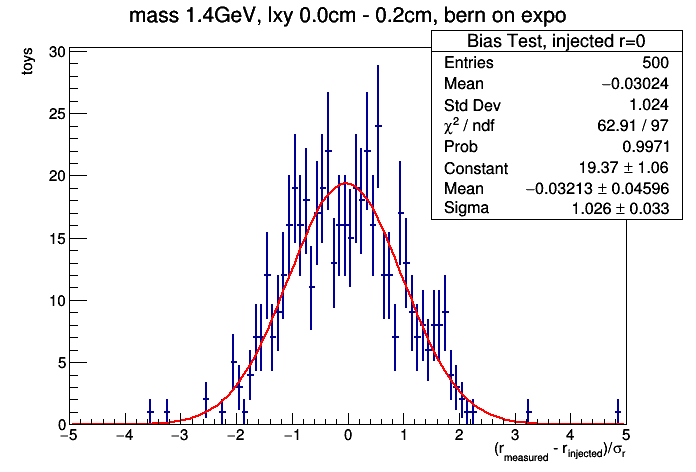 mass 1.4GeV, lxy 0.0cm - 0.2cm, bern on expo
toys
Bias Test, injected r=0
Entries 500
Mean −0.03024
Std Dev 1.024
χ² / ndf 62.91 / 97
Prob 0.9971
Constant 19.37 ± 1.06
Mean −0.03213 ± 0.04596
Sigma 1.026 ± 0.033
30
25
20
15
10
5
0
−5 −4 −3 −2 −1 0 1 2 3 4 5
(r_measured - r_injected)/σ_r